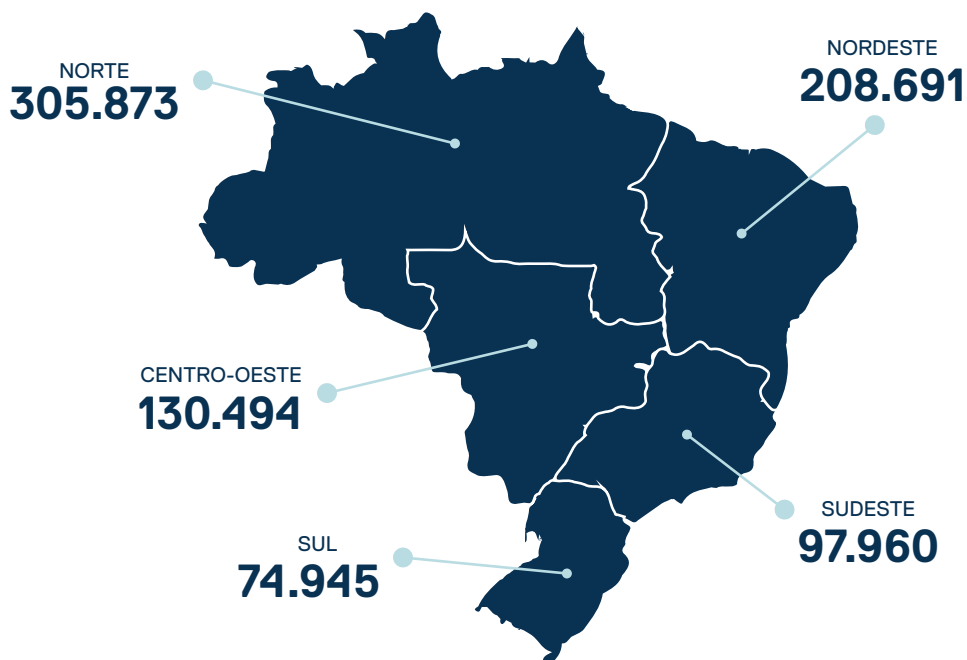 NORTE
305.873
NORDESTE
208.691
CENTRO-OESTE
130.494
SUDESTE
97.960
SUL
74.945